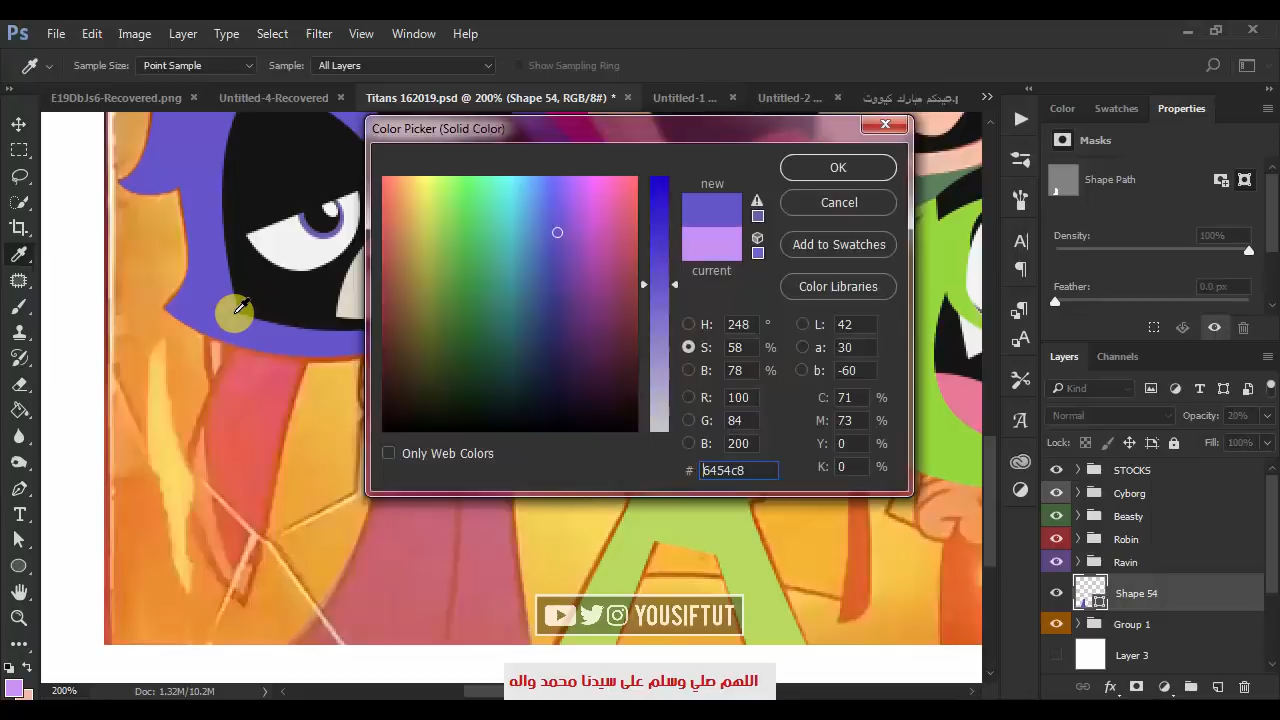 Ps File Edit Image Layer Type Select Filter View Window Help
Sample Size: Point Sample Sample: All Layers Show Sampling Ring
E19DbJs6-Recovered.png × Untitled-4-Recovered × Titans 162019.psd @ 200% (Shape 54, RGB/8#) * × Untitled-1 ... × Untitled-2 ... ×
Color Swatches Properties
Color Picker (Solid Color)
Masks
Shape Path
Density: 100%
Feather: 0.0 px
new
current
OK
Cancel
Add to Swatches
Color Libraries
H: 248 ° L: 42
S: 58 % a: 30
B: 78 % b: -60
R: 100 C: 71 %
G: 84 M: 73 %
B: 200 Y: 0 %
K: 0 %
# 6454c8
Only Web Colors
Layers Channels
Kind
Normal Opacity: 20%
Lock: Fill: 100%
STOCKS
Cyborg
Beasty
Robin
Ravin
Shape 54
Group 1
Layer 3
YOUSIFTUT
200% Doc: 1.32M/10.2M
اللهم صلي وسلم على سيدنا محمد واله